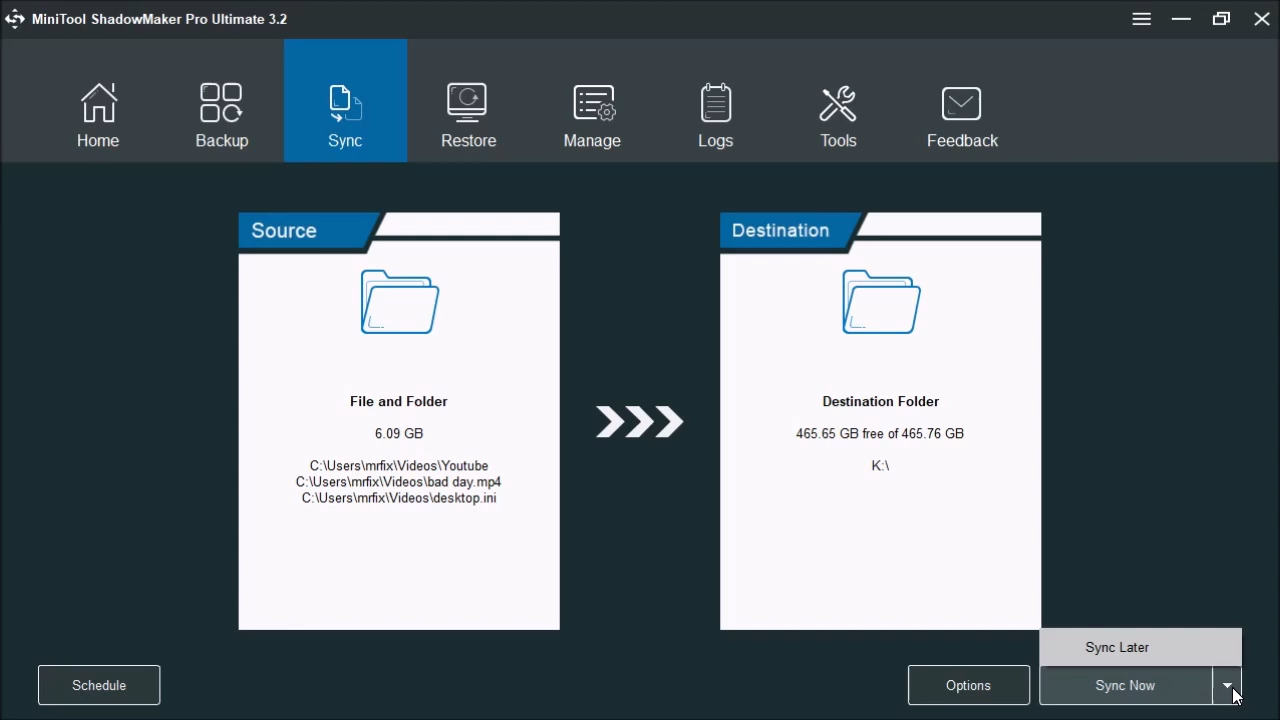 MiniTool ShadowMaker Pro Ultimate 3.2
Home
Backup
Sync
Restore
Manage
Logs
Tools
Feedback
Source
File and Folder
6.09 GB
C:\Users\mrfix\Videos\Youtube
C:\Users\mrfix\Videos\bad day.mp4
C:\Users\mrfix\Videos\desktop.ini
Destination
Destination Folder
465.65 GB free of 465.76 GB
K:\
Sync Later
Schedule
Options
Sync Now